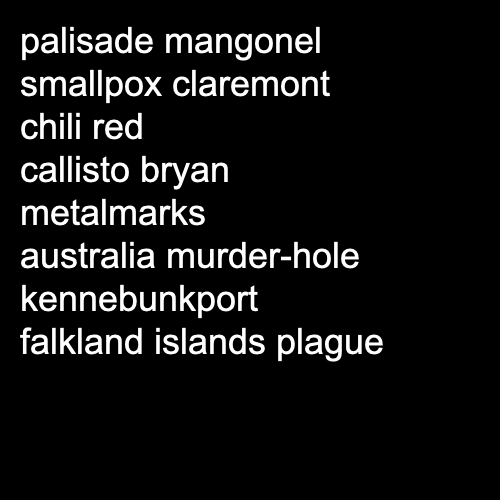 palisade mangonel
smallpox claremont
chili red
callisto bryan
metalmarks
australia murder-hole
kennebunkport
falkland islands plague